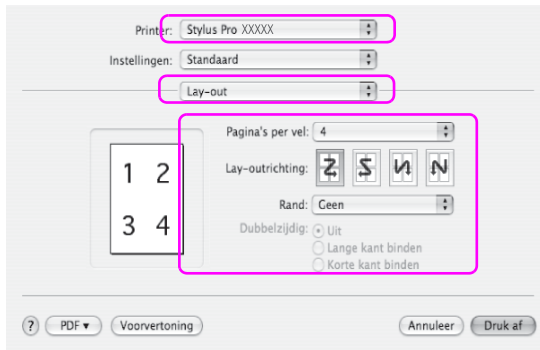 Printer: Stylus Pro XXXXX
Instellingen: Standaard
Lay-out
Pagina's per vel: 4
1 2
3 4
Lay-outrichting:
Rand: Geen
Dubbelzijdig: Uit
Lange kant binden
Korte kant binden
? PDF ▾ Voorvertoning Annuleer Druk af